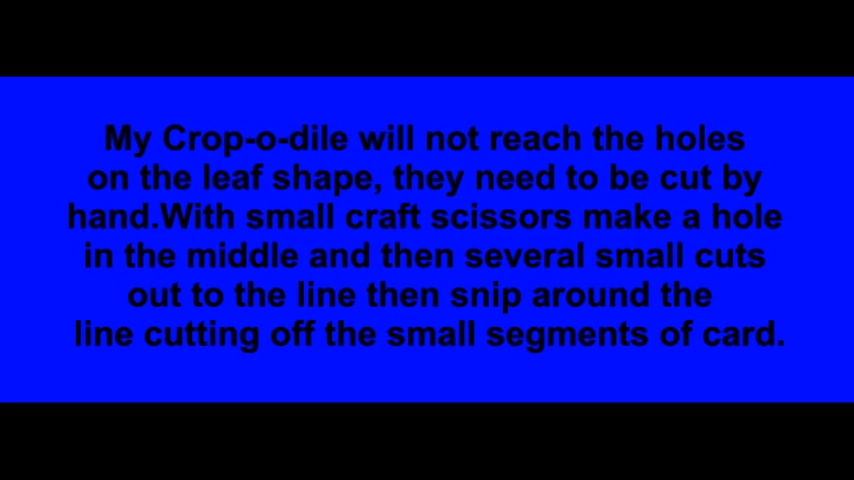 My Crop-o-dile will not reach the holes
on the leaf shape, they need to be cut by
hand.With small craft scissors make a hole
in the middle and then several small cuts
out to the line then snip around the
line cutting off the small segments of card.